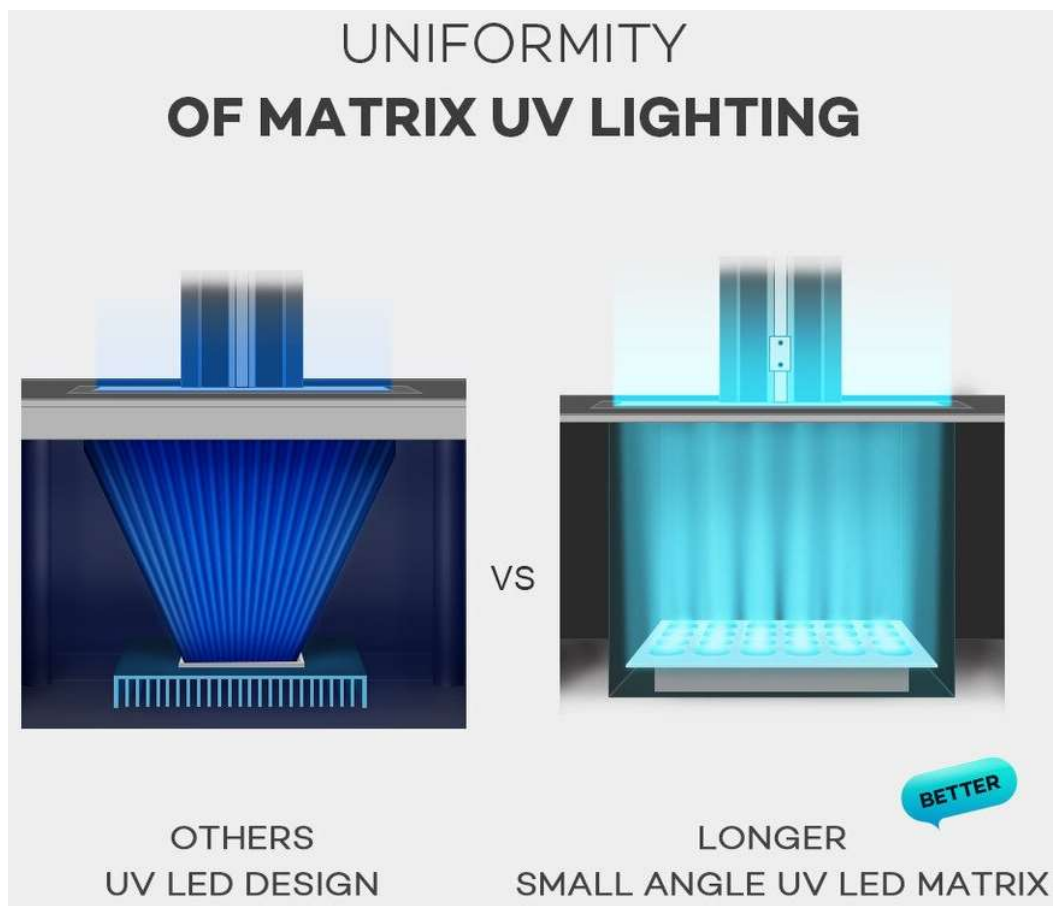 UNIFORMITY
OF MATRIX UV LIGHTING
VS
BETTER
OTHERS
UV LED DESIGN
LONGER
SMALL ANGLE UV LED MATRIX